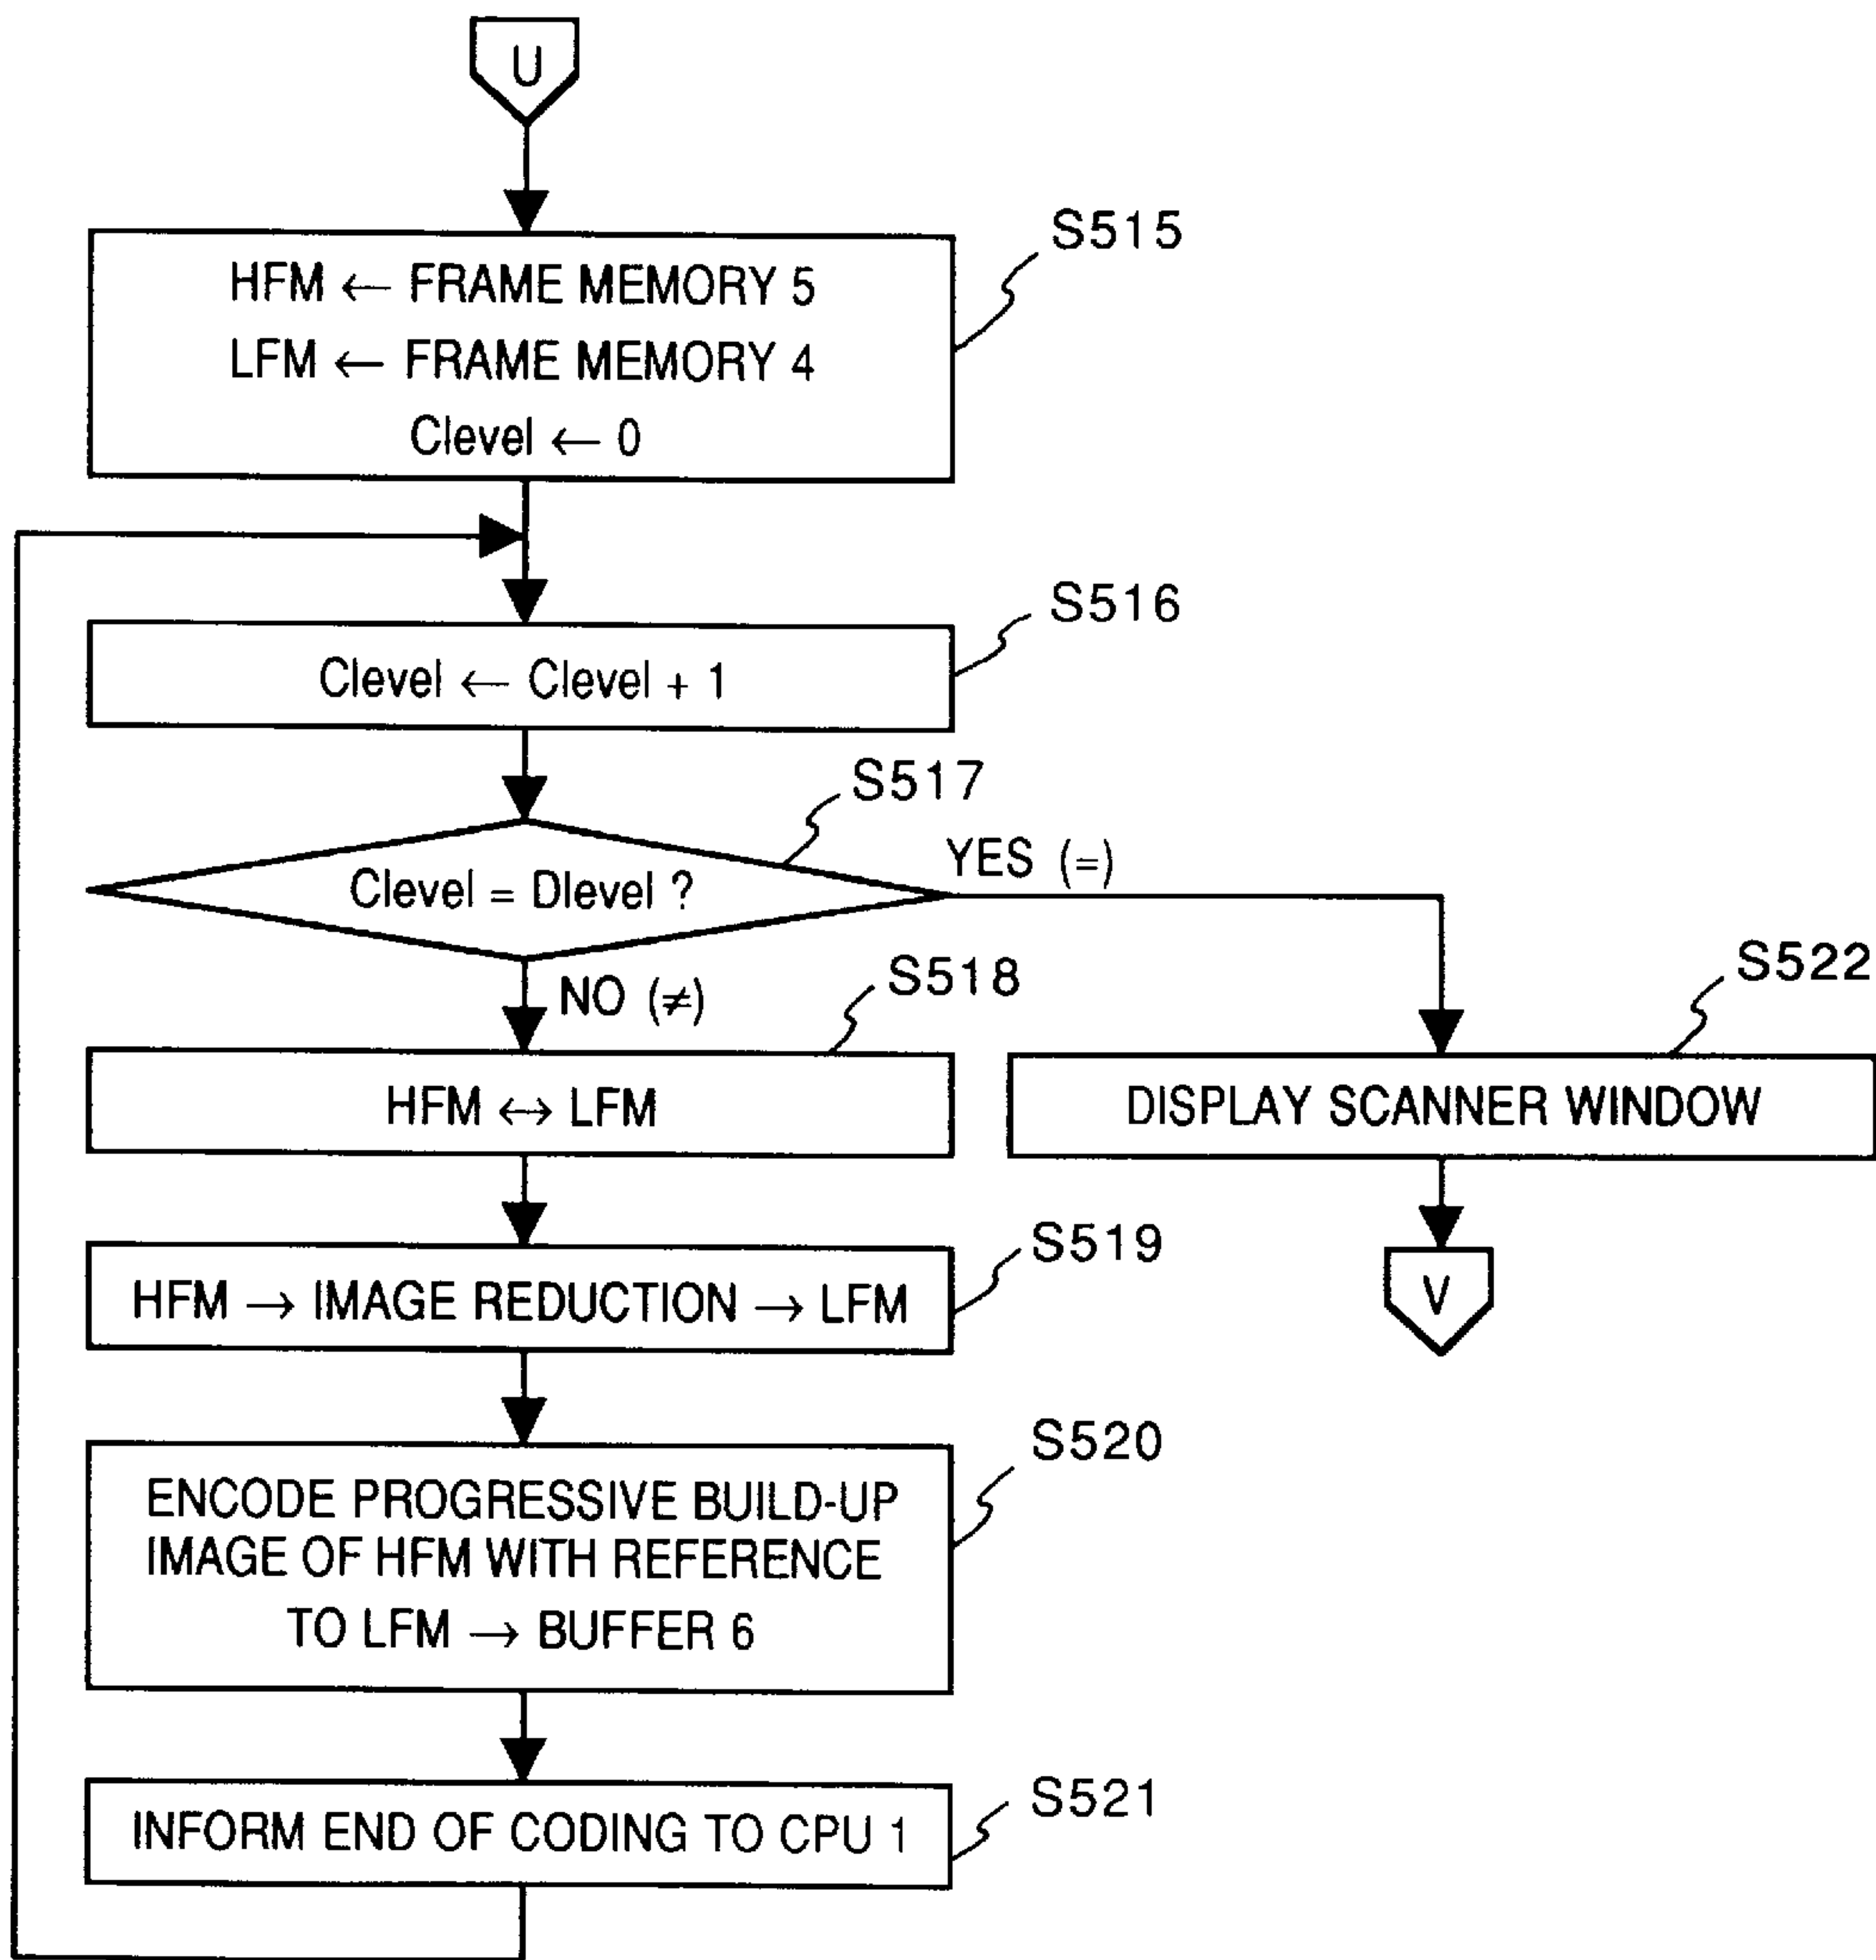 U
S515
HFM ← FRAME MEMORY 5
LFM ← FRAME MEMORY 4
Clevel ← 0
S516
Clevel ← Clevel + 1
S517
Clevel = Dlevel ?
YES (=)
NO (≠)
S518
HFM ↔ LFM
S522
DISPLAY SCANNER WINDOW
S519
HFM → IMAGE REDUCTION → LFM
V
S520
ENCODE PROGRESSIVE BUILD-UP
IMAGE OF HFM WITH REFERENCE
TO LFM → BUFFER 6
S521
INFORM END OF CODING TO CPU 1